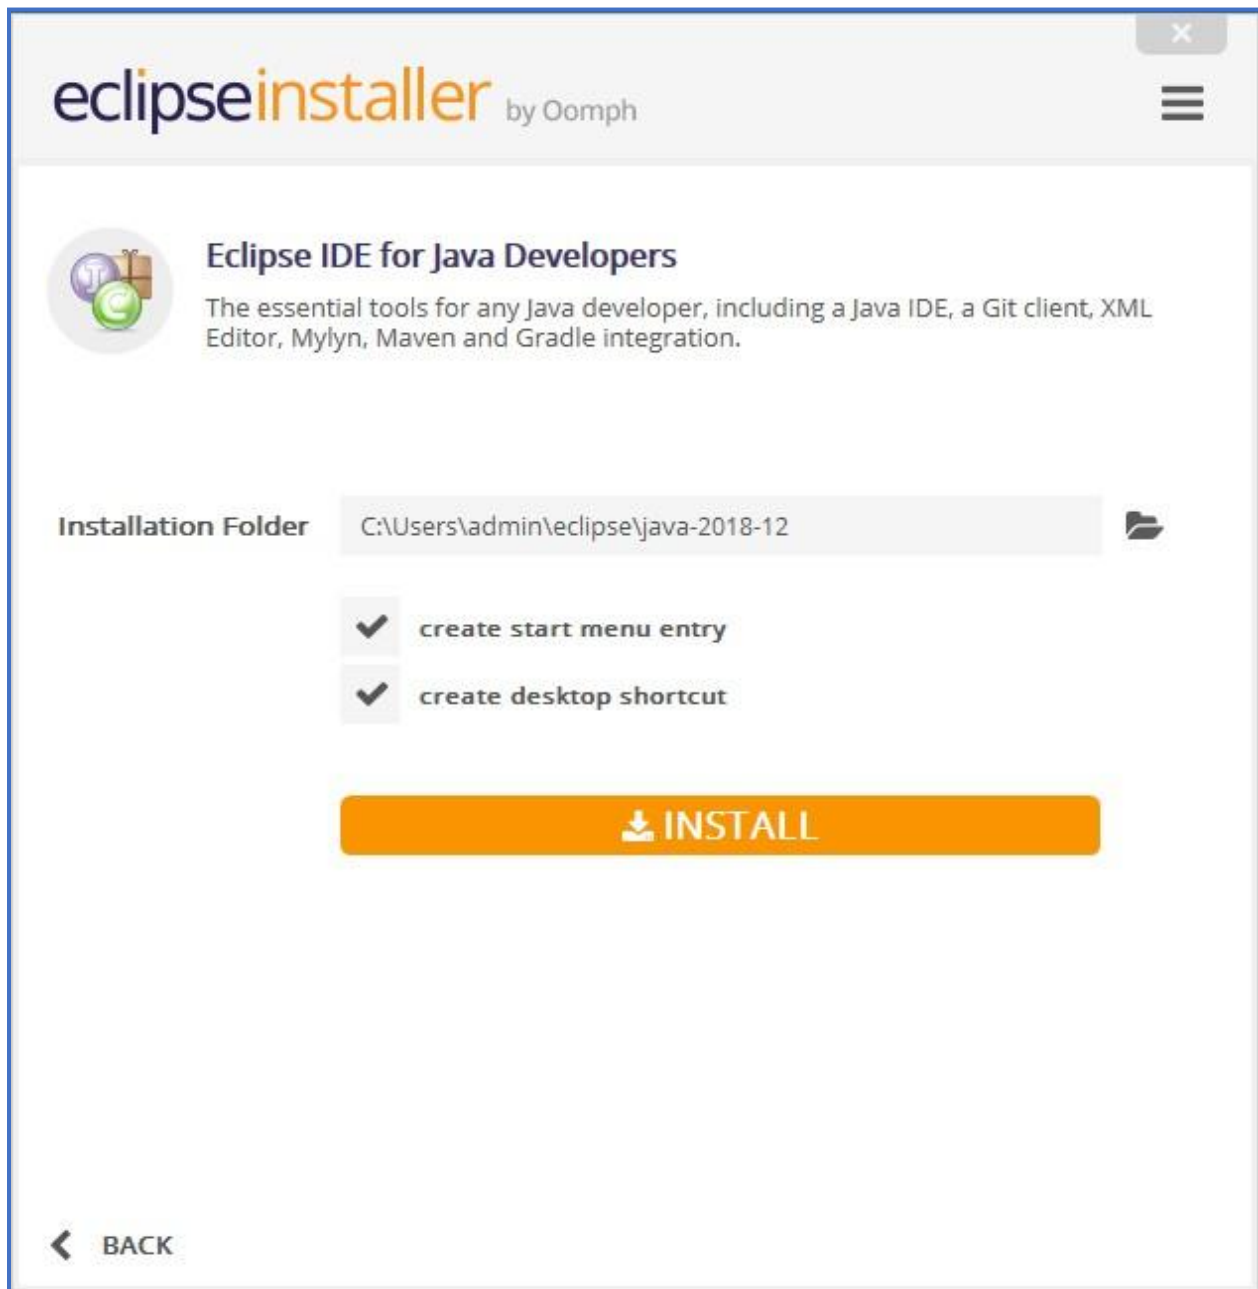 eclipseinstaller by Oomph
Eclipse IDE for Java Developers
The essential tools for any Java developer, including a Java IDE, a Git client, XML
Editor, Mylyn, Maven and Gradle integration.
Installation Folder C:\Users\admin\eclipse\java-2018-12
create start menu entry
create desktop shortcut
INSTALL
BACK